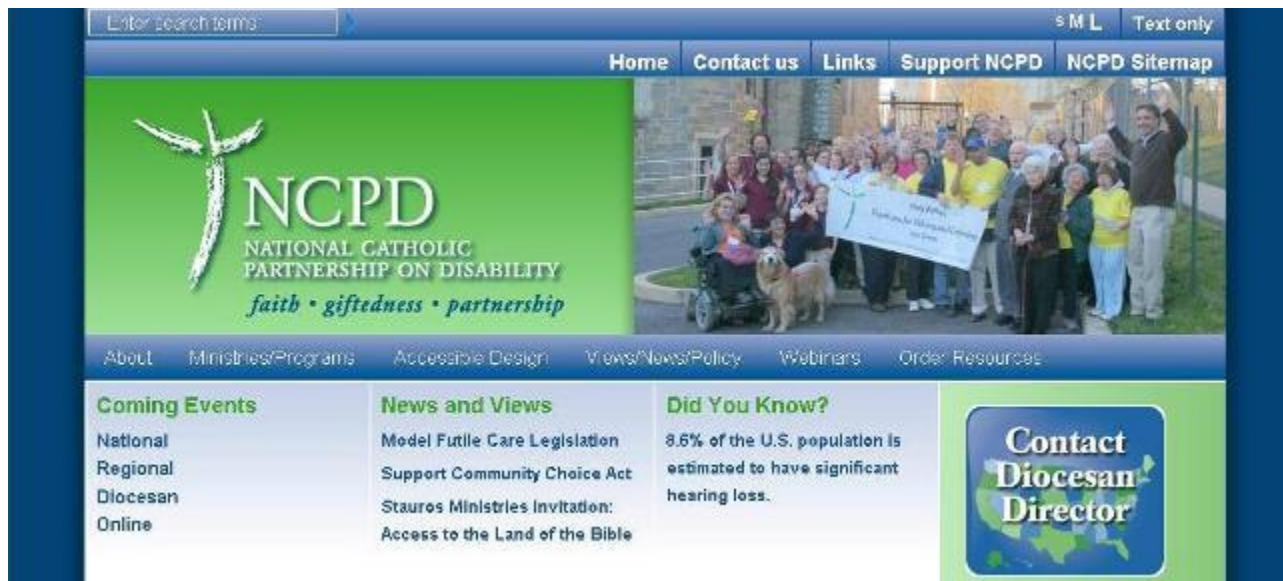 Enter search terms
S M L Text only
Home Contact us Links Support NCPD NCPD Sitemap
NCPD
NATIONAL CATHOLIC
PARTNERSHIP ON DISABILITY
faith • giftedness • partnership
About Ministries/Programs Accessible Design Views/News/Policy Webinars Order Resources
Coming Events
National
Regional
Diocesan
Online
News and Views
Model Futile Care Legislation
Support Community Choice Act
Stauros Ministries Invitation:
Access to the Land of the Bible
Did You Know?
8.6% of the U.S. population is
estimated to have significant
hearing loss.
Contact
Diocesan
Director